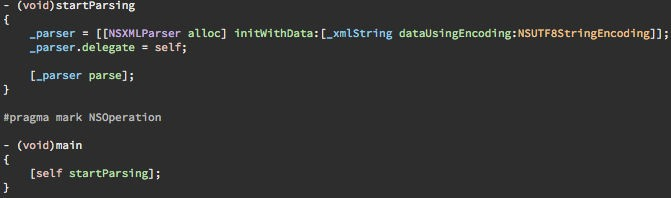 - (void)startParsing
{
    _parser = [[NSXMLParser alloc] initWithData:[_xmlString dataUsingEncoding:NSUTF8StringEncoding]];
    _parser.delegate = self;

    [_parser parse];
}

#pragma mark NSOperation

- (void)main
{
    [self startParsing];
}